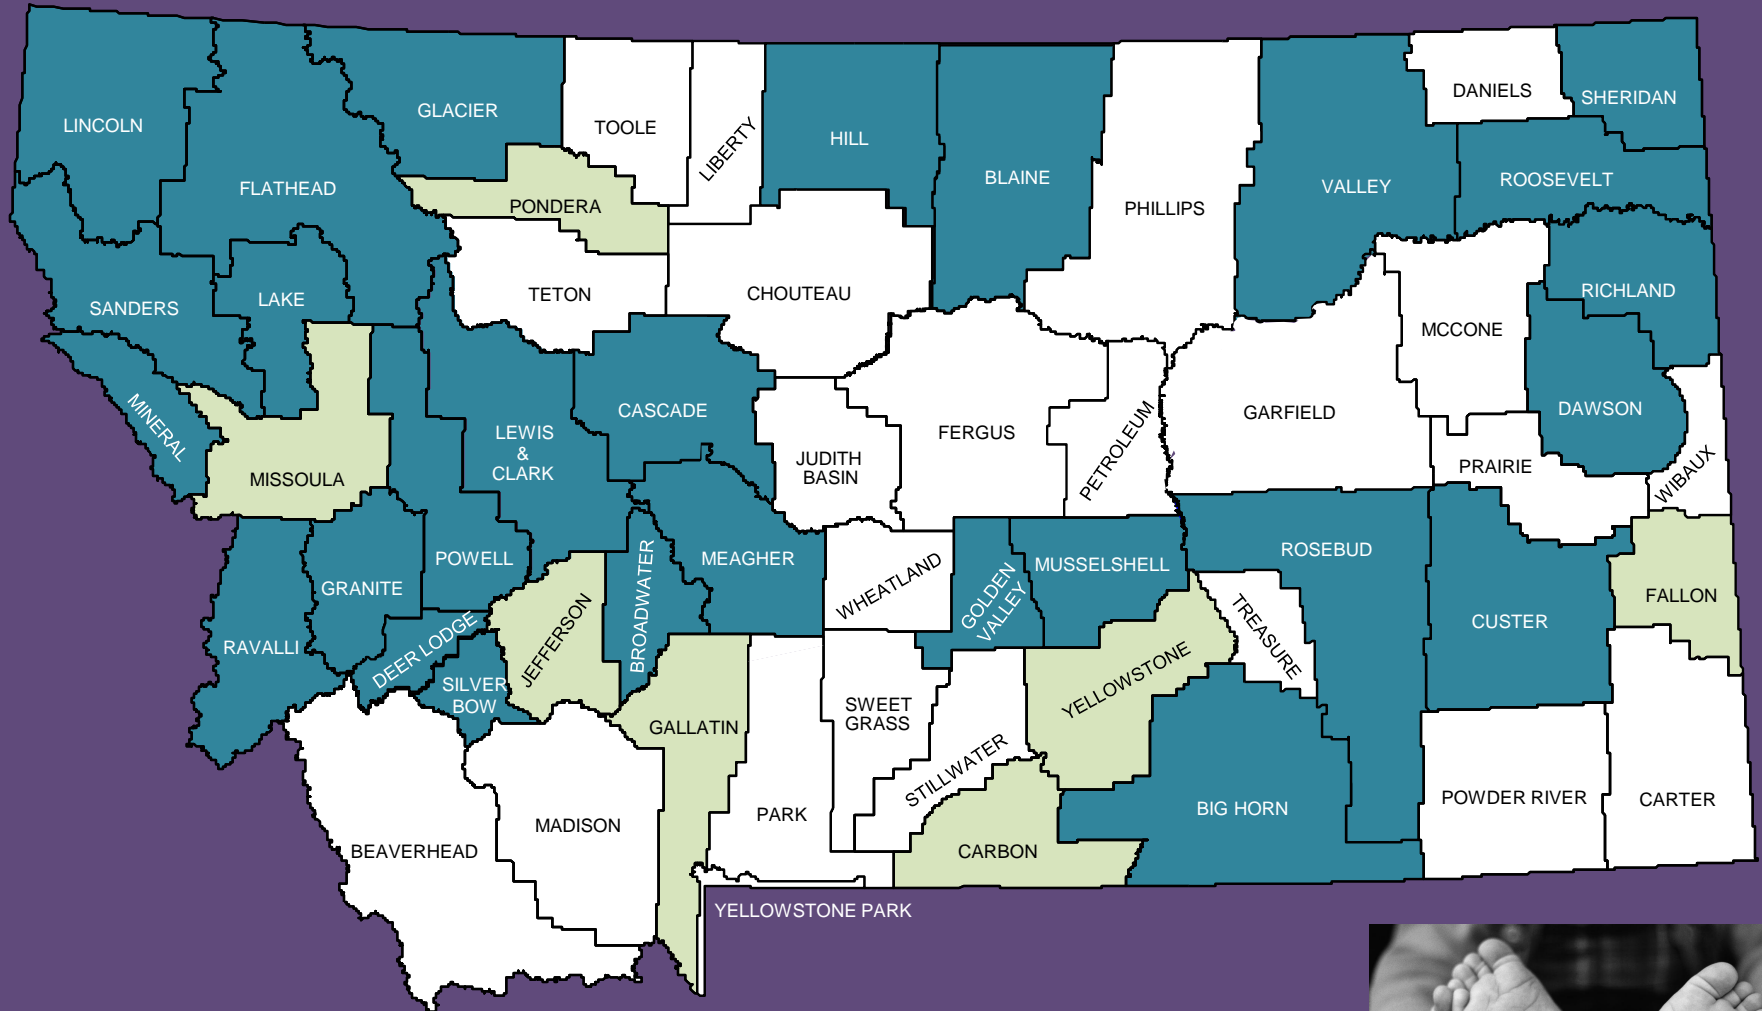 LINCOLN
FLATHEAD
GLACIER
TOOLE
LIBERTY
HILL
BLAINE
PHILLIPS
VALLEY
DANIELS
SHERIDAN
ROOSEVELT
PONDERA
SANDERS
LAKE
TETON
CHOUTEAU
MCCONE
RICHLAND
MINERAL
MISSOULA
LEWIS
&
CLARK
CASCADE
JUDITH
BASIN
FERGUS
PETROLEUM
GARFIELD
PRAIRIE
DAWSON
WIBAUX
RAVALLI
GRANITE
POWELL
DEER LODGE
SILVER
BOW
JEFFERSON
BROADWATER
MEAGHER
WHEATLAND
GOLDEN
VALLEY
MUSSELSHELL
ROSEBUD
TREASURE
CUSTER
FALLON
BEAVERHEAD
MADISON
GALLATIN
PARK
SWEET
GRASS
STILLWATER
YELLOWSTONE
CARBON
BIG HORN
POWDER RIVER
CARTER
YELLOWSTONE PARK